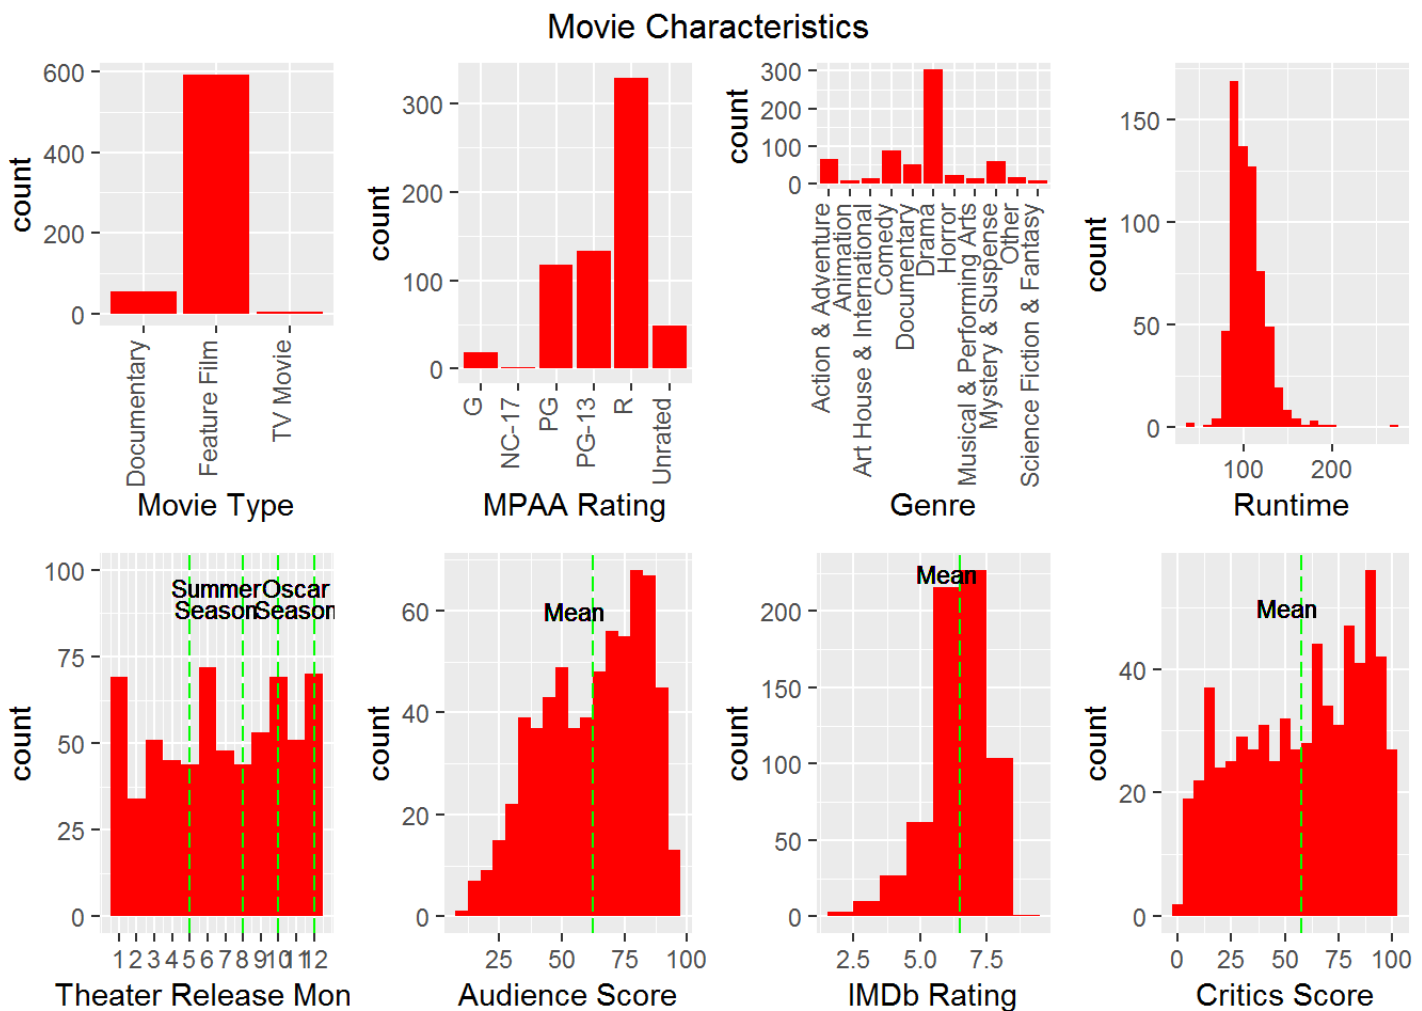 Movie Characteristics
count
600
400
200
0
Documentary
Feature Film
TV Movie
Movie Type
count
300
200
100
0
G
NC-17
PG
PG-13
R
Unrated
MPAA Rating
count
300
200
100
0
Action & Adventure
Animation
Art House & International
Comedy
Documentary
Drama
Horror
Musical & Performing Arts
Mystery & Suspense
Other
Science Fiction & Fantasy
Genre
count
150
100
50
0
100 200
Runtime
count
100
75
50
25
0
Summer
Season
Oscar
Season
1 2 3 4 5 6 7 8 9 10 11 12
Theater Release Mon
count
60
40
20
0
Mean
25 50 75 100
Audience Score
count
200
150
100
50
0
Mean
2.5 5.0 7.5
IMDb Rating
count
40
20
0
Mean
0 25 50 75 100
Critics Score